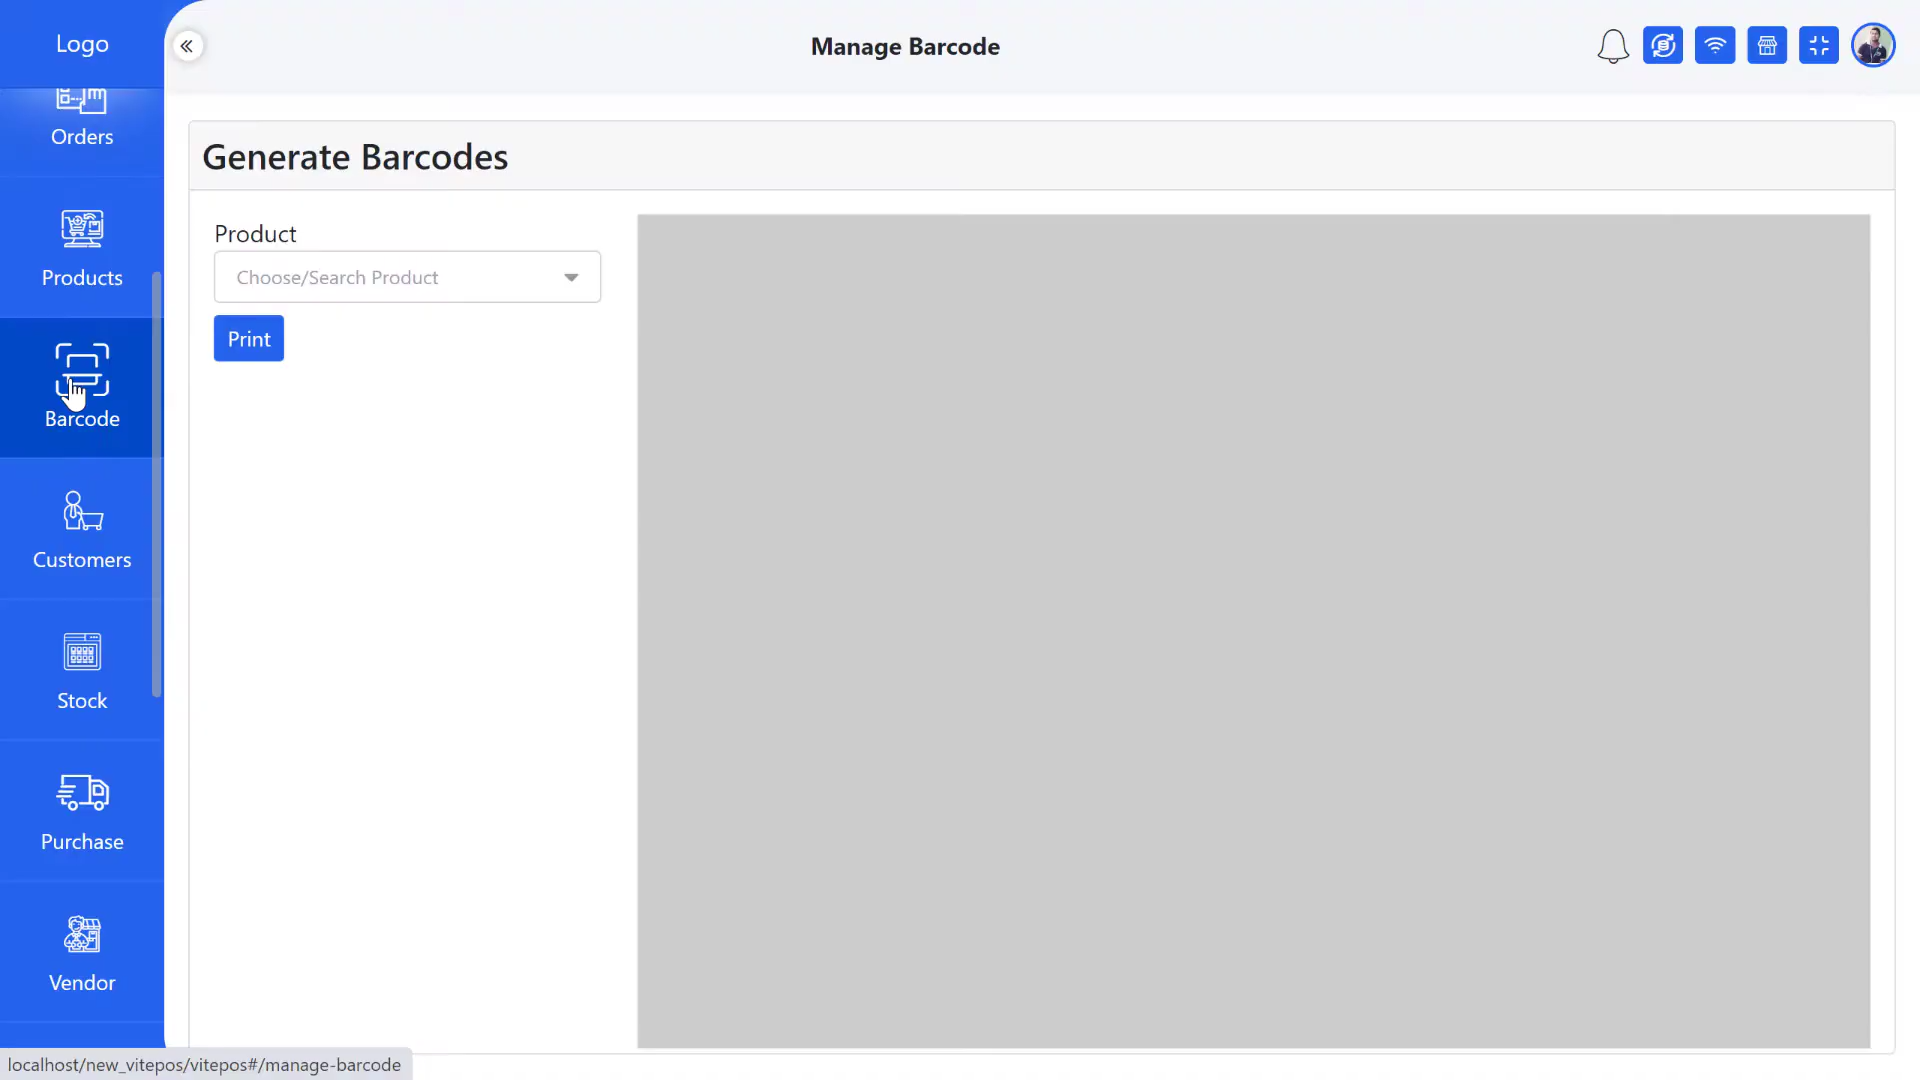 Logo
Manage Barcode
Orders
Products
Barcode
Customers
Stock
Purchase
Vendor
Generate Barcodes
Product
Choose/Search Product
Print
localhost/new_vitepos/vitepos#/manage-barcode